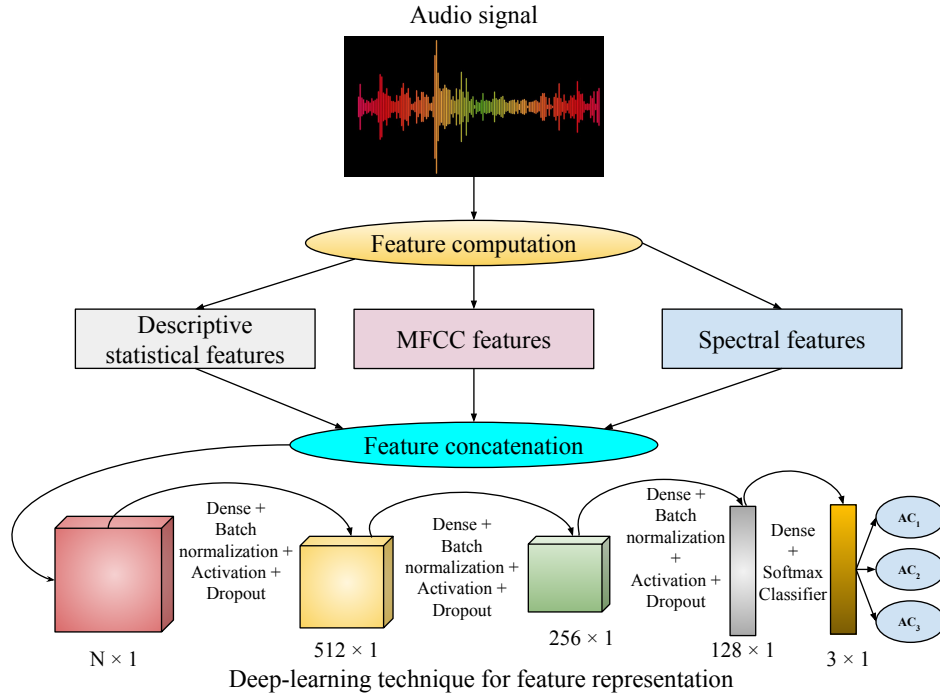 Audio signal
Feature computation
Descriptive
statistical features
MFCC features
Spectral features
Feature concatenation
Dense +
Batch
normalization +
Activation +
Dropout
Dense +
Batch
normalization +
Activation +
Dropout
Dense +
Batch
normalization
+
Activation +
Dropout
Dense
+
Softmax
Classifier
AC₁
AC₂
AC₃
N × 1
512 × 1
256 × 1
128 × 1
3 × 1
Deep-learning technique for feature representation